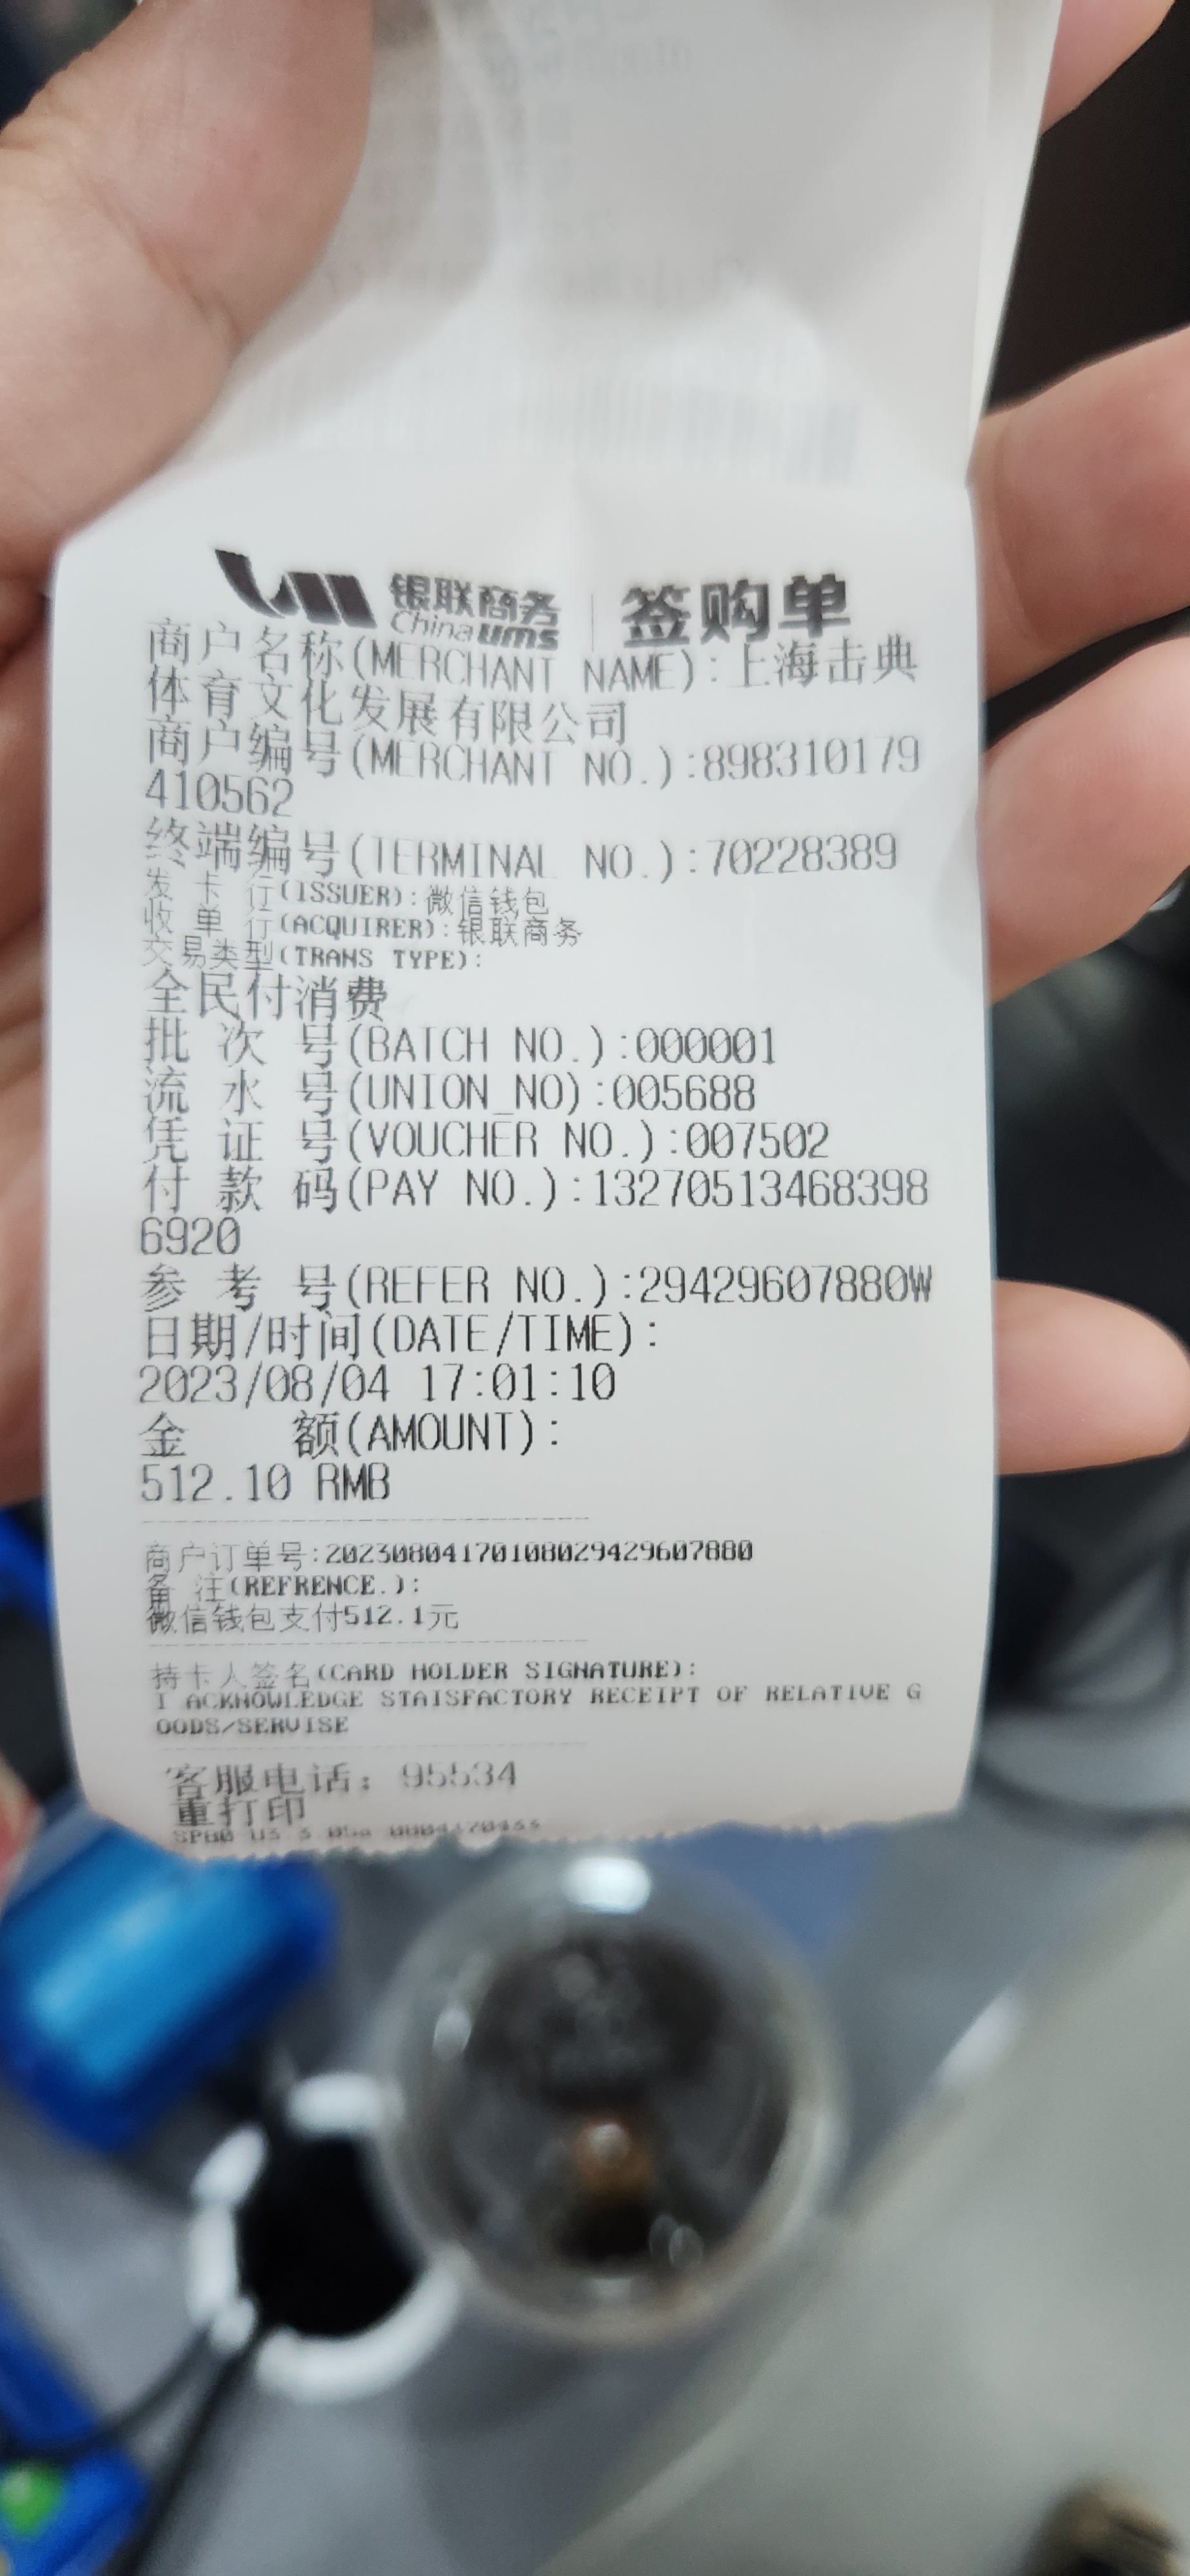 银联商务 China ums 签购单
商户名称(MERCHANT NAME):上海击典
体育文化发展有限公司
商户编号(MERCHANT NO.):898310179
410562
终端编号(TERMINAL NO.):70228389
发 卡 行(ISSUER):微信钱包
收 单 行(ACQUIRER):银联商务
交易类型(TRANS TYPE):
全民付消费
批 次 号(BATCH NO.):000001
流 水 号(UNION_NO):005688
凭 证 号(VOUCHER NO.):007502
付 款 码(PAY NO.):13270513468398
6920
参 考 号(REFER NO.):29429607880W
日期/时间(DATE/TIME):
2023/08/04 17:01:10
金 额(AMOUNT):
512.10 RMB
商户订单号:20230804170108029429607880
备 注(REFRENCE.):
微信钱包支付512.1元
持卡人签名(CARD HOLDER SIGNATURE):
I ACKNOWLEDGE STAISFACTORY RECEIPT OF RELATIVE G
OODS/SERVISE
客服电话: 95534
重打印